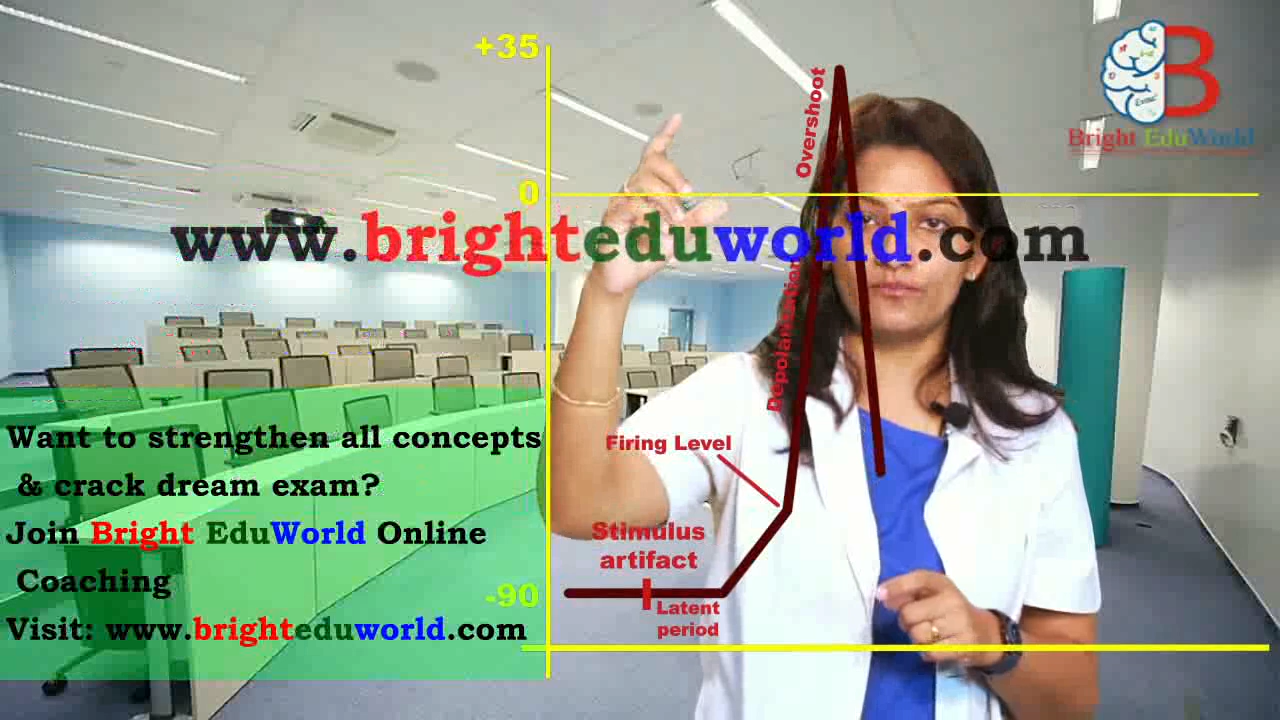 +35
Overshoot
B
Bright EduWorld
0
www.brighteduworld.com
Depolarization
Firing Level
Want to strengthen all concepts
& crack dream exam?
Join Bright EduWorld Online
Coaching
Visit: www.brighteduworld.com
Stimulus
artifact
-90
Latent
period